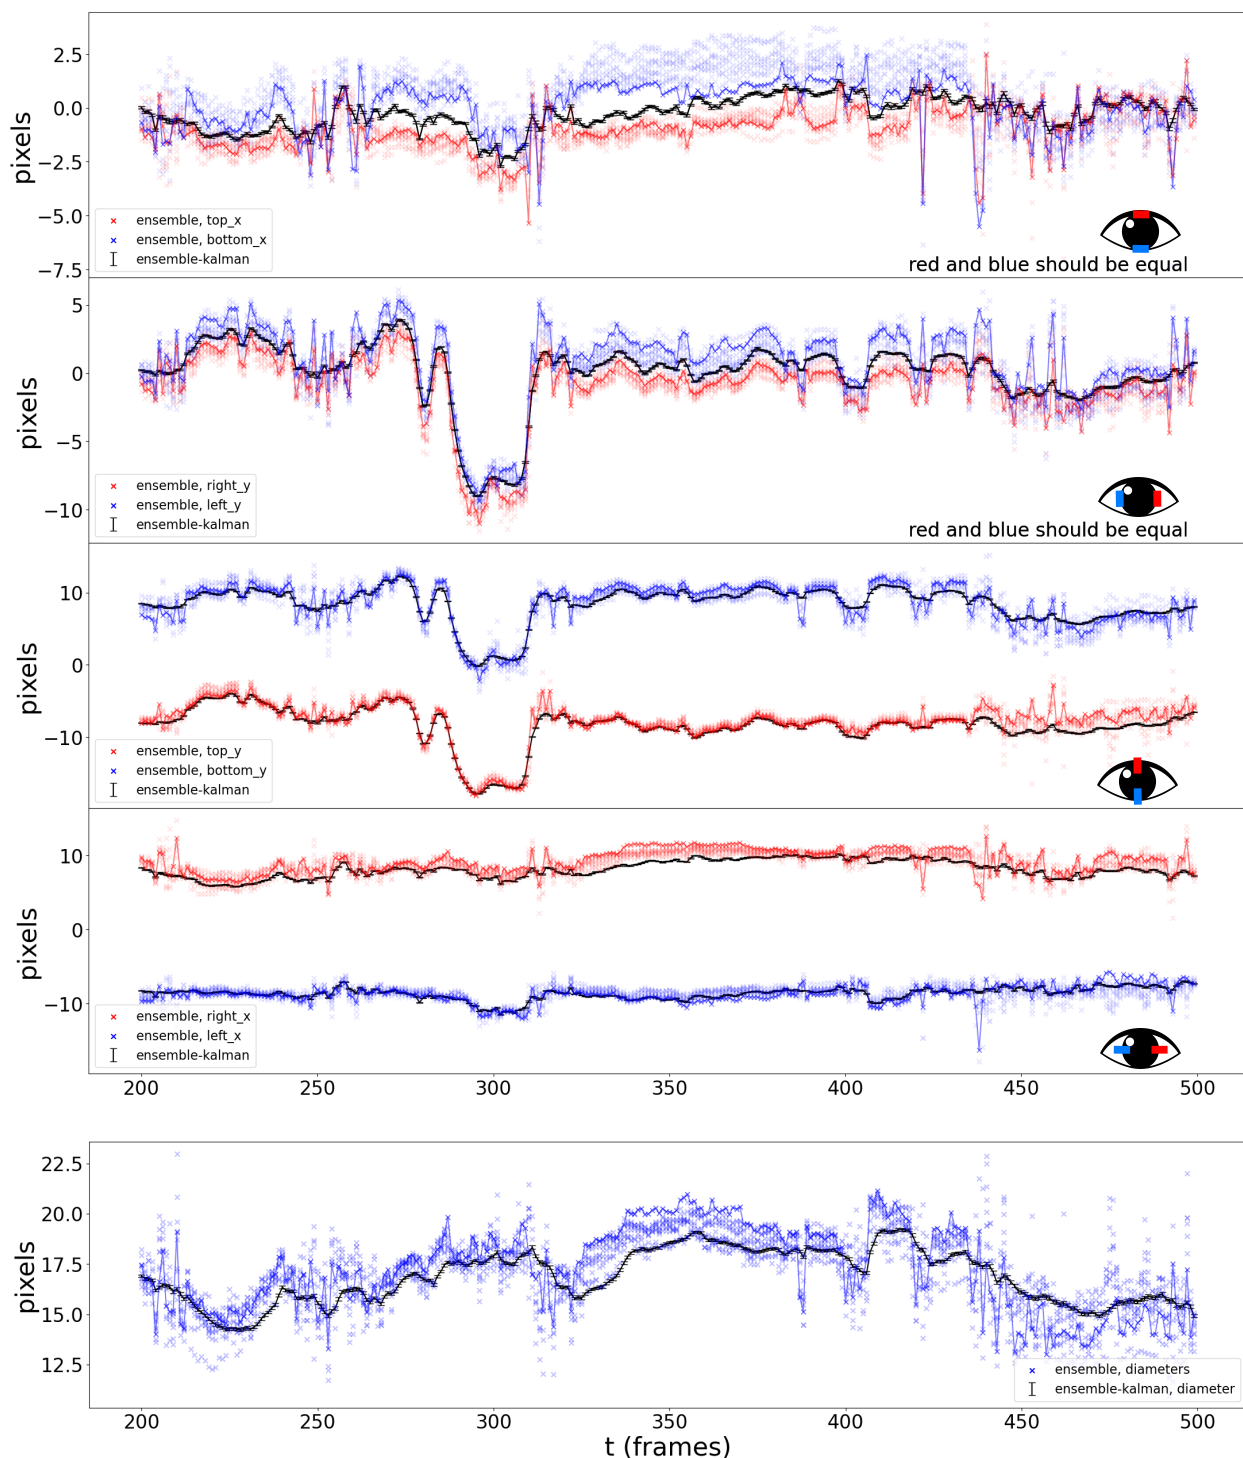 2.5
0.0
−2.5
−5.0
−7.5
pixels
ensemble, top_x
ensemble, bottom_x
ensemble-kalman
red and blue should be equal
5
0
−5
−10
pixels
ensemble, right_y
ensemble, left_y
ensemble-kalman
red and blue should be equal
10
0
−10
pixels
ensemble, top_y
ensemble, bottom_y
ensemble-kalman
10
0
−10
pixels
ensemble, right_x
ensemble, left_x
ensemble-kalman
200 250 300 350 400 450 500
22.5
20.0
17.5
15.0
12.5
pixels
ensemble, diameters
ensemble-kalman, diameter
200 250 300 350 400 450 500
t (frames)